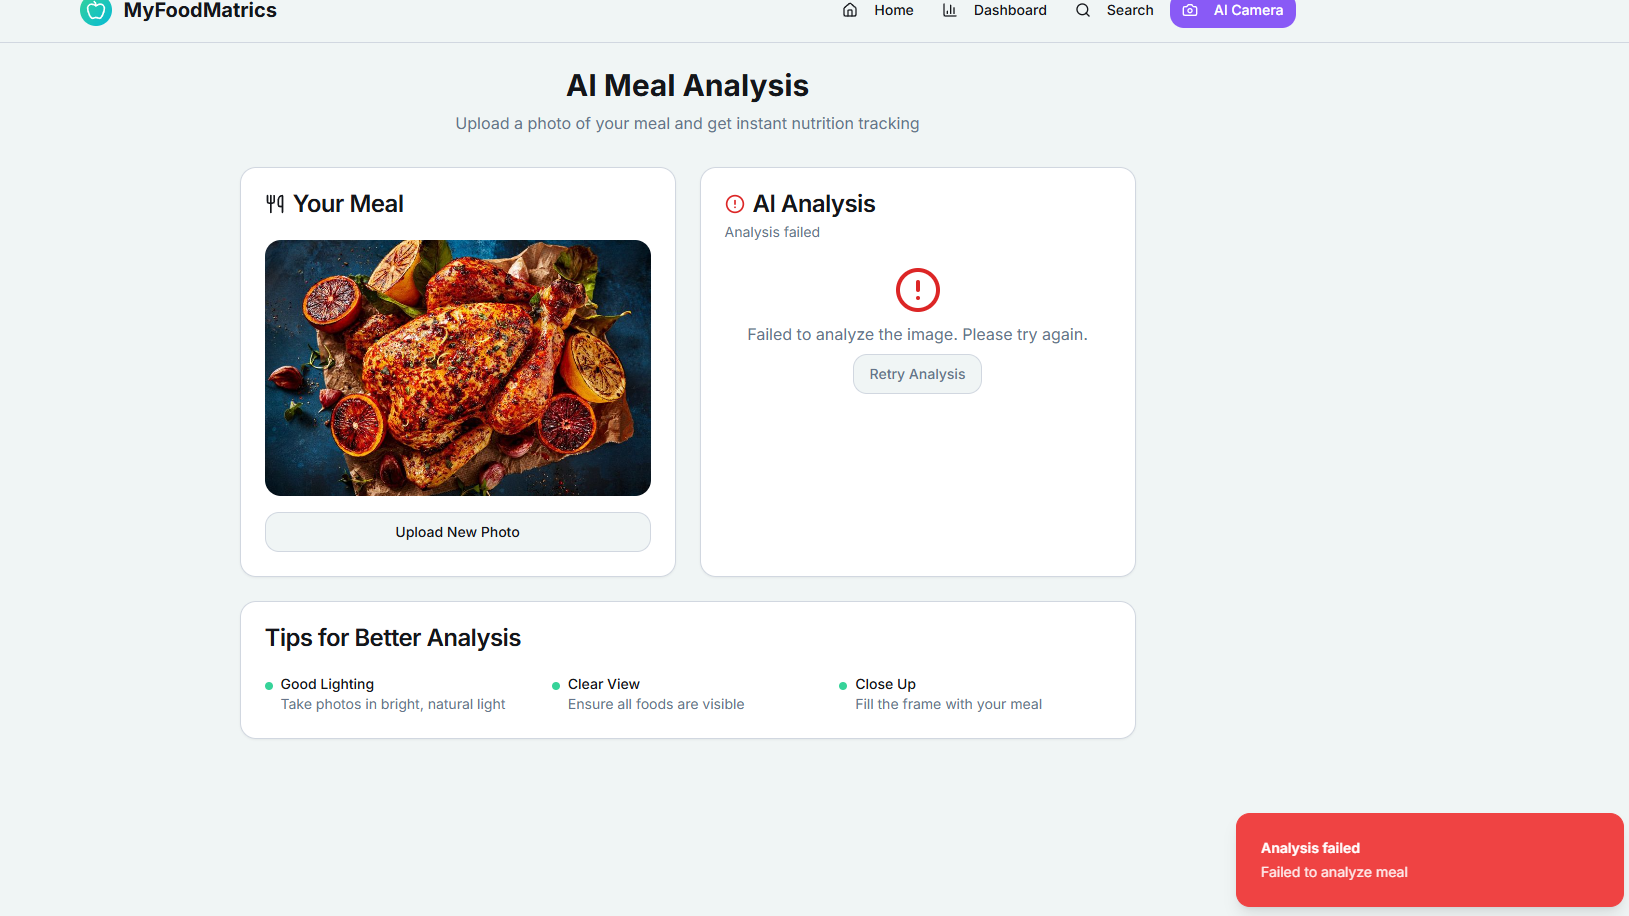 MyFoodMatrics
Home
Dashboard
Search
AI Camera
AI Meal Analysis
Upload a photo of your meal and get instant nutrition tracking
Your Meal
Upload New Photo
AI Analysis
Analysis failed
Failed to analyze the image. Please try again.
Retry Analysis
Tips for Better Analysis
Good Lighting
Take photos in bright, natural light
Clear View
Ensure all foods are visible
Close Up
Fill the frame with your meal
Analysis failed
Failed to analyze meal